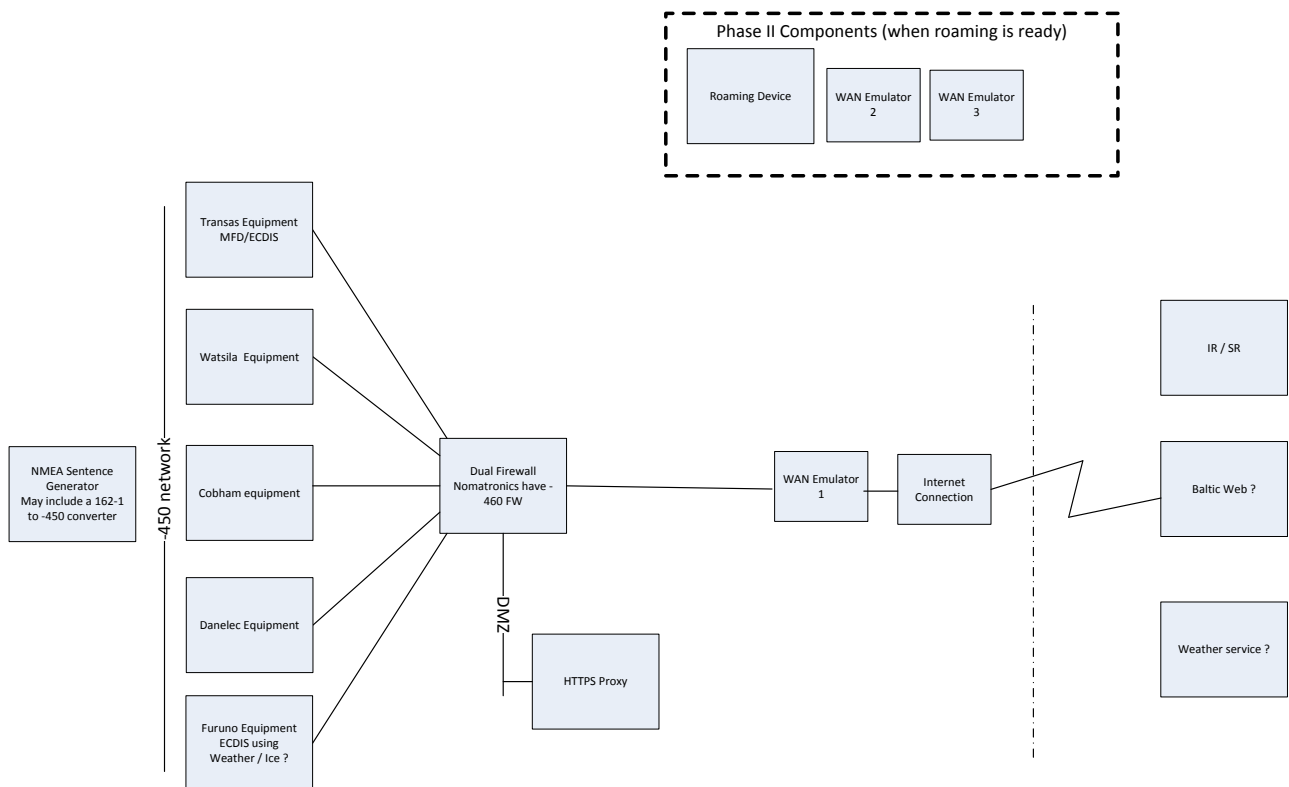 Phase II Components (when roaming is ready)
Roaming Device
WAN Emulator
2
WAN Emulator
3
Transas Equipment
MFD/ECDIS
Watsila  Equipment
NMEA Sentence
Generator
May include a 162-1
to -450 converter
-450 network
Cobham equipment
Danelec Equipment
Furuno Equipment
ECDIS using
Weather / Ice ?
Dual Firewall
Nomatronics have -
460 FW
DMZ
HTTPS Proxy
WAN Emulator
1
Internet
Connection
IR / SR
Baltic Web ?
Weather service ?